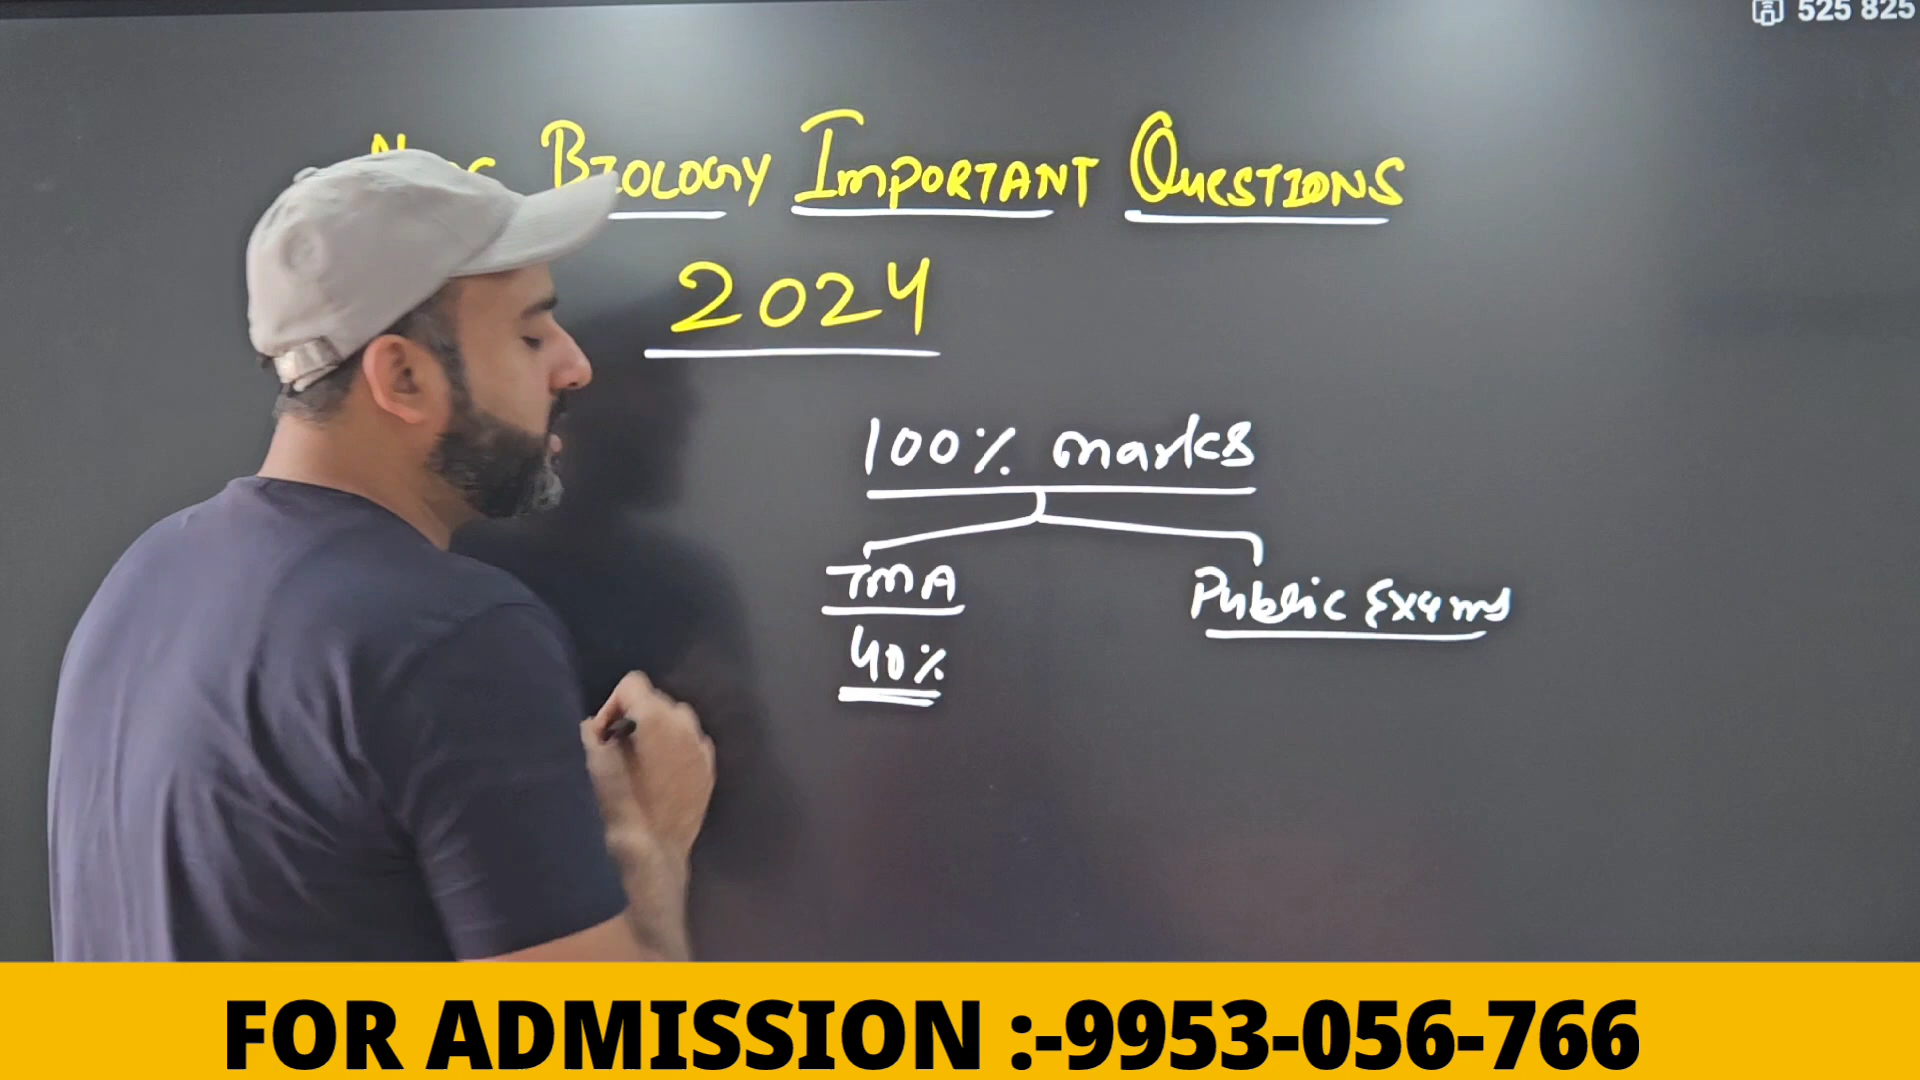 525 825
BIOLOGY IMPORTANT QUESTIONS
2024
100% marks
TMA Public Exams
40%
FOR ADMISSION :-9953-056-766